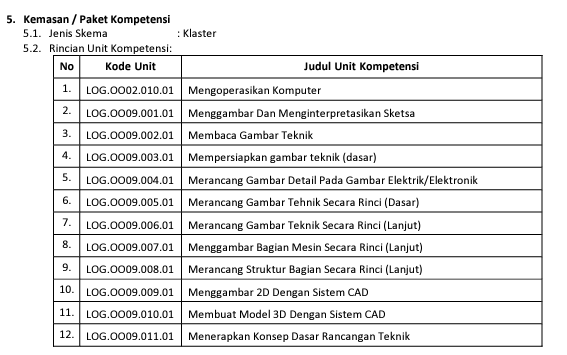 5. Kemasan / Paket Kompetensi
5.1. Jenis Skema : Klaster
5.2. Rincian Unit Kompetensi:
No Kode Unit Judul Unit Kompetensi
1. LOG.OO02.010.01 Mengoperasikan Komputer
2. LOG.OO09.001.01 Menggambar Dan Menginterpretasikan Sketsa
3. LOG.OO09.002.01 Membaca Gambar Teknik
4. LOG.OO09.003.01 Mempersiapkan gambar teknik (dasar)
5. LOG.OO09.004.01 Merancang Gambar Detail Pada Gambar Elektrik/Elektronik
6. LOG.OO09.005.01 Merancang Gambar Tehnik Secara Rinci (Dasar)
7. LOG.OO09.006.01 Merancang Gambar Teknik Secara Rinci (Lanjut)
8. LOG.OO09.007.01 Menggambar Bagian Mesin Secara Rinci (Lanjut)
9. LOG.OO09.008.01 Merancang Struktur Bagian Secara Rinci (Lanjut)
10. LOG.OO09.009.01 Menggambar 2D Dengan Sistem CAD
11. LOG.OO09.010.01 Membuat Model 3D Dengan Sistem CAD
12. LOG.OO09.011.01 Menerapkan Konsep Dasar Rancangan Teknik